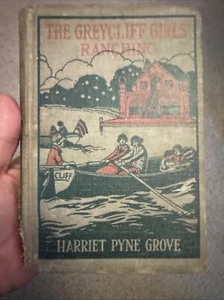 THE GREYCLIFF GIRLS
RANCHING
CLIFF
HARRIET PYNE GROVE